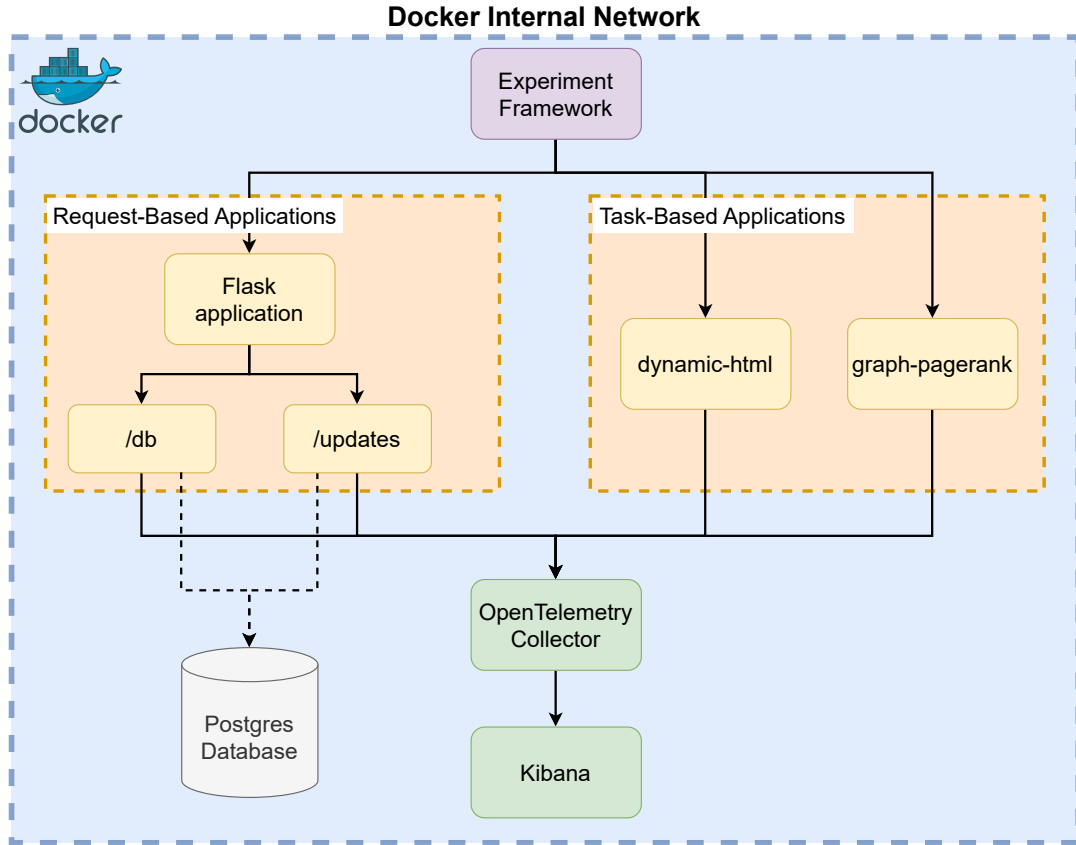 Docker Internal Network
docker
Experiment
Framework
Request-Based Applications
Task-Based Applications
Flask
application
dynamic-html
graph-pagerank
/db
/updates
OpenTelemetry
Collector
Postgres
Database
Kibana